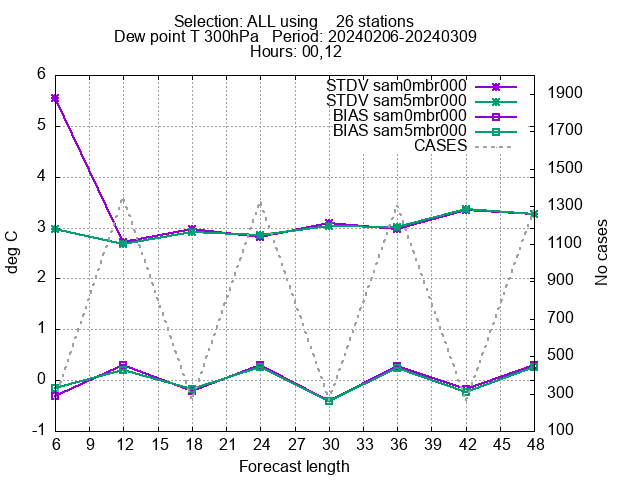 Selection: ALL using    26 stations
Dew point T 300hPa   Period: 20240206-20240309
Hours: 00,12
STDV sam0mbr000
STDV sam5mbr000
BIAS sam0mbr000
BIAS sam5mbr000
CASES
deg C
6
5
4
3
2
1
0
-1
No cases
1900
1700
1500
1300
1100
900
700
500
300
100
6 9 12 15 18 21 24 27 30 33 36 39 42 45 48
Forecast length